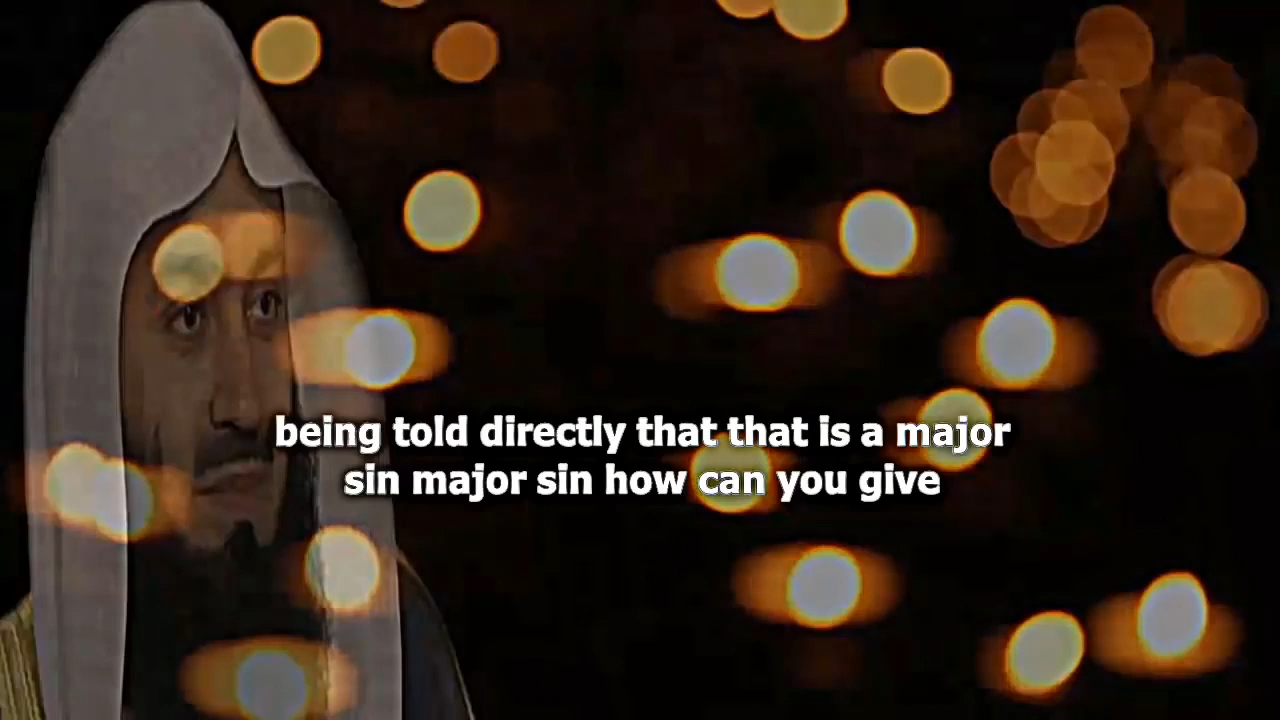 being told directly that that is a major
sin major sin how can you give